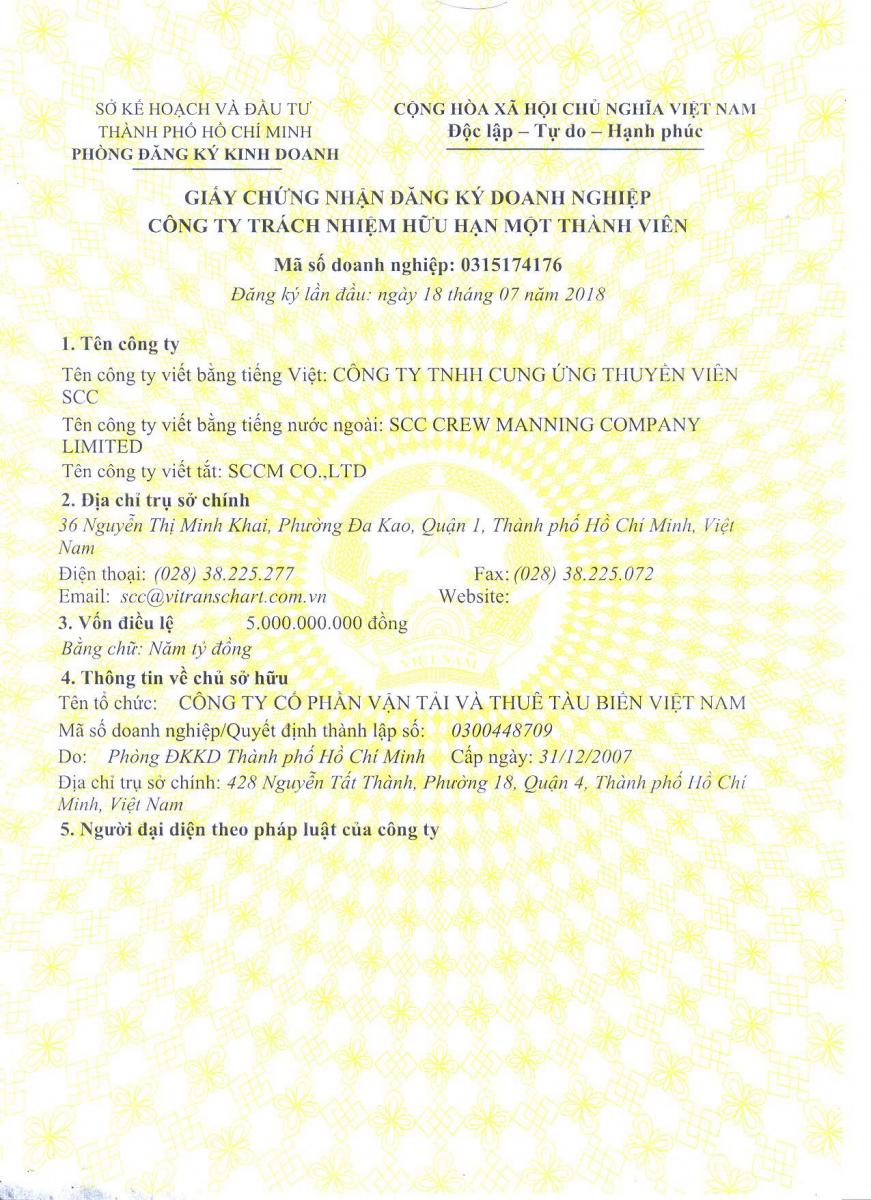 SỞ KẾ HOẠCH VÀ ĐẦU TƯ
THÀNH PHỐ HỒ CHÍ MINH
PHÒNG ĐĂNG KÝ KINH DOANH
CỘNG HÒA XÃ HỘI CHỦ NGHĨA VIỆT NAM
Độc lập – Tự do – Hạnh phúc
GIẤY CHỨNG NHẬN ĐĂNG KÝ DOANH NGHIỆP
CÔNG TY TRÁCH NHIỆM HỮU HẠN MỘT THÀNH VIÊN
Mã số doanh nghiệp: 0315174176
Đăng ký lần đầu: ngày 18 tháng 07 năm 2018
1. Tên công ty
Tên công ty viết bằng tiếng Việt: CÔNG TY TNHH CUNG ỨNG THUYỀN VIÊN
SCC
Tên công ty viết bằng tiếng nước ngoài: SCC CREW MANNING COMPANY
LIMITED
Tên công ty viết tắt: SCCM CO.,LTD
2. Địa chỉ trụ sở chính
36 Nguyễn Thị Minh Khai, Phường Đa Kao, Quận 1, Thành phố Hồ Chí Minh, Việt
Nam
Điện thoại: (028) 38.225.277 Fax: (028) 38.225.072
Email: scc@vitranschart.com.vn Website:
3. Vốn điều lệ 5.000.000.000 đồng
Bằng chữ: Năm tỷ đồng
VIỆT NAM
4. Thông tin về chủ sở hữu
Tên tổ chức: CÔNG TY CỔ PHẦN VẬN TẢI VÀ THUÊ TÀU BIỂN VIỆT NAM
Mã số doanh nghiệp/Quyết định thành lập số: 0300448709
Do: Phòng ĐKKD Thành phố Hồ Chí Minh Cấp ngày: 31/12/2007
Địa chỉ trụ sở chính: 428 Nguyễn Tất Thành, Phường 18, Quận 4, Thành phố Hồ Chí
Minh, Việt Nam
5. Người đại diện theo pháp luật của công ty